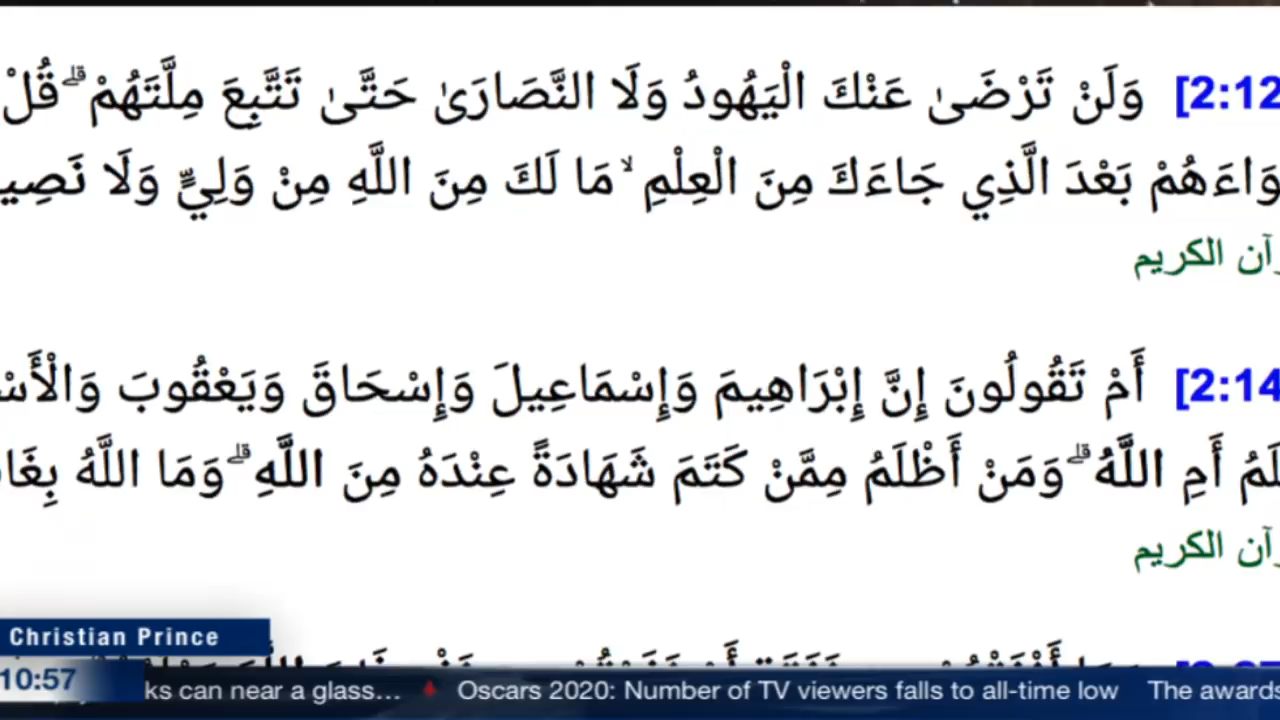 [2:12 وَلَنْ تَرْضَىٰ عَنْكَ الْيَهُودُ وَلَا النَّصَارَىٰ حَتَّىٰ تَتَّبِعَ مِلَّتَهُمْ ۗ قُلْ
وَاءَهُمْ بَعْدَ الَّذِي جَاءَكَ مِنَ الْعِلْمِ ۙ مَا لَكَ مِنَ اللَّهِ مِنْ وَلِيٍّ وَلَا نَصِي
رآن الكريم
[2:14 أَمْ تَقُولُونَ إِنَّ إِبْرَاهِيمَ وَإِسْمَاعِيلَ وَإِسْحَاقَ وَيَعْقُوبَ وَالْأَسْ
لَمُ أَمِ اللَّهُ ۗ وَمَنْ أَظْلَمُ مِمَّنْ كَتَمَ شَهَادَةً عِنْدَهُ مِنَ اللَّهِ ۗ وَمَا اللَّهُ بِغَا
رآن الكريم
Christian Prince
10:57 ks can near a glass... Oscars 2020: Number of TV viewers falls to all-time low The awards